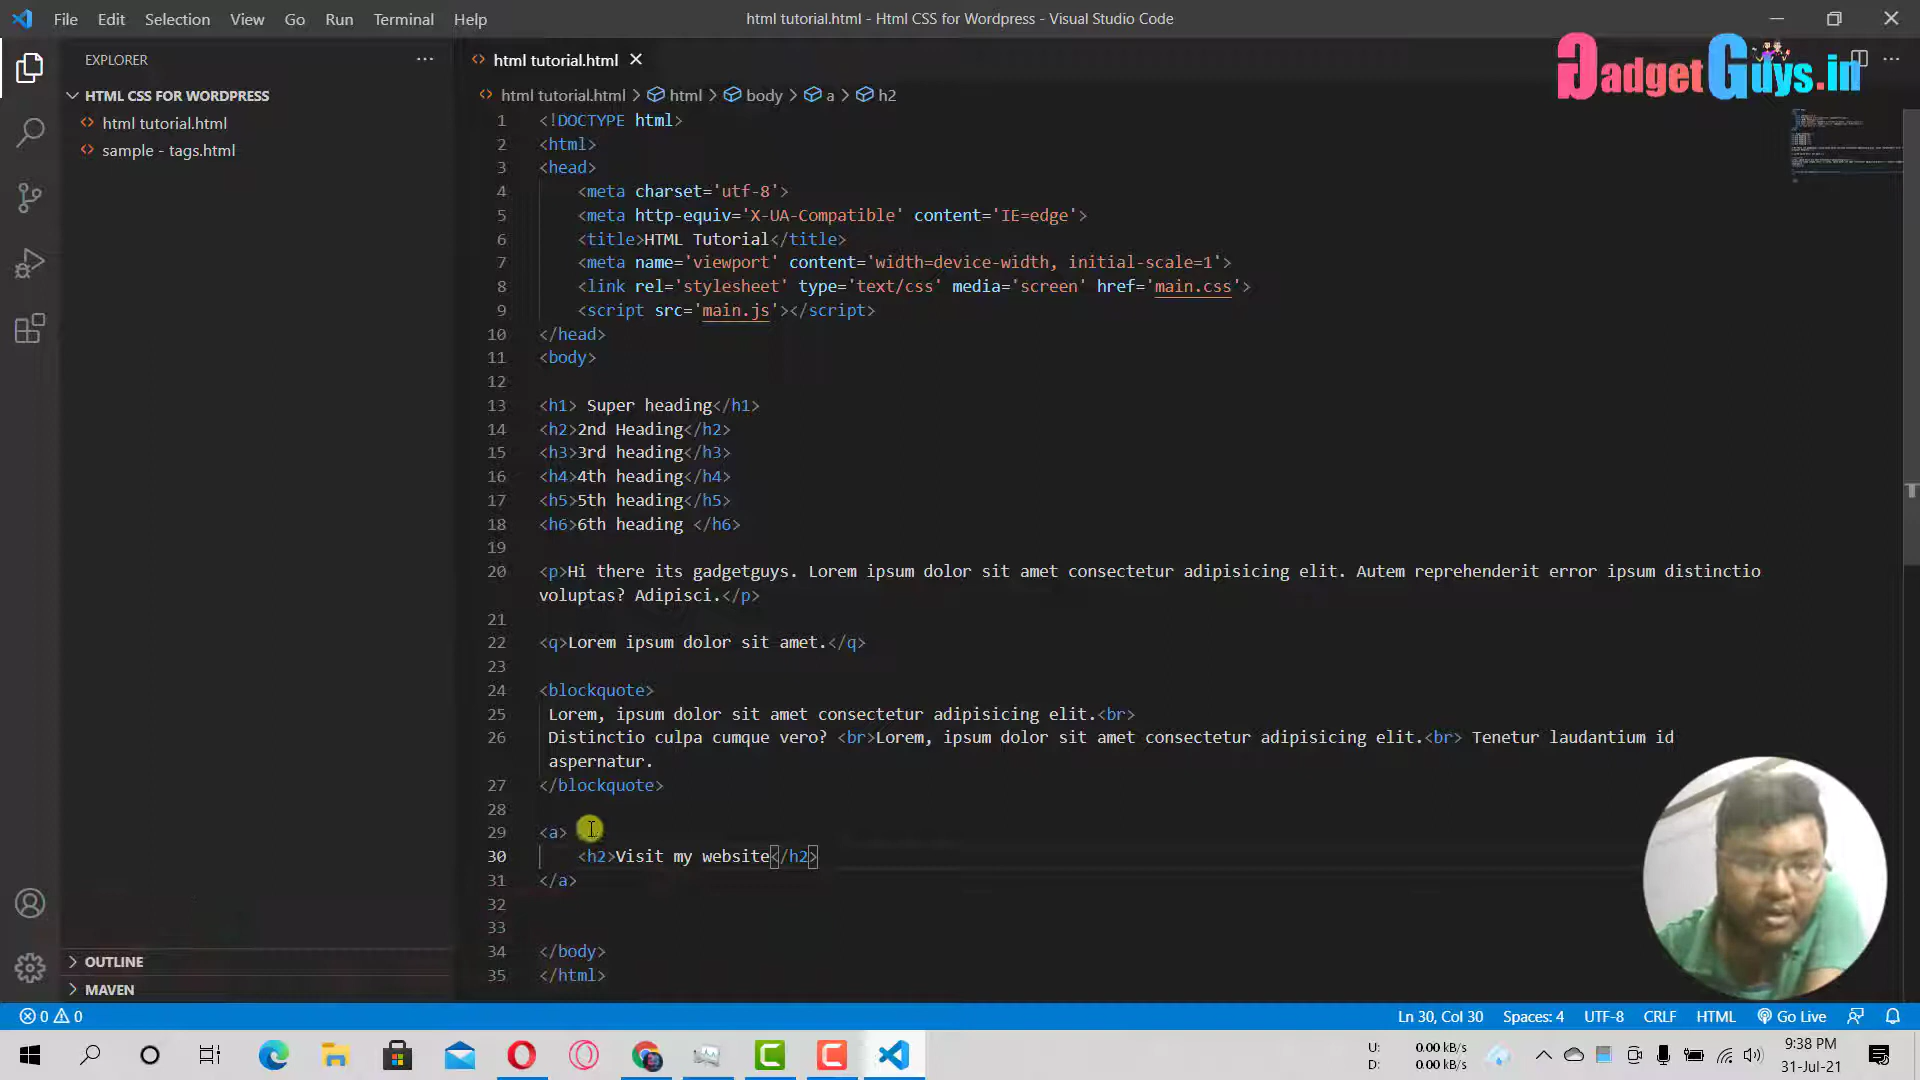 File Edit Selection View Go Run Terminal Help
html tutorial.html - Html CSS for Wordpress - Visual Studio Code
GadgetGuys.in
EXPLORER
HTML CSS FOR WORDPRESS
html tutorial.html
sample - tags.html
OUTLINE
MAVEN
html tutorial.html
html tutorial.html > html > body > a > h2
1 <!DOCTYPE html>
2 <html>
3 <head>
4 <meta charset='utf-8'>
5 <meta http-equiv='X-UA-Compatible' content='IE=edge'>
6 <title>HTML Tutorial</title>
7 <meta name='viewport' content='width=device-width, initial-scale=1'>
8 <link rel='stylesheet' type='text/css' media='screen' href='main.css'>
9 <script src='main.js'></script>
10 </head>
11 <body>
12
13 <h1> Super heading</h1>
14 <h2>2nd Heading</h2>
15 <h3>3rd heading</h3>
16 <h4>4th heading</h4>
17 <h5>5th heading</h5>
18 <h6>6th heading </h6>
19
20 <p>Hi there its gadgetguys. Lorem ipsum dolor sit amet consectetur adipisicing elit. Autem reprehenderit error ipsum distinctio
voluptas? Adipisci.</p>
21
22 <q>Lorem ipsum dolor sit amet.</q>
23
24 <blockquote>
25 Lorem, ipsum dolor sit amet consectetur adipisicing elit.<br>
26 Distinctio culpa cumque vero? <br>Lorem, ipsum dolor sit amet consectetur adipisicing elit.<br> Tenetur laudantium id
aspernatur.
27 </blockquote>
28
29 <a>
30 <h2>Visit my website</h2>
31 </a>
32
33
34 </body>
35 </html>
0 0
Ln 30, Col 30 Spaces: 4 UTF-8 CRLF HTML Go Live
U: 0.00 kB/s
D: 0.00 kB/s
9:38 PM
31-Jul-21